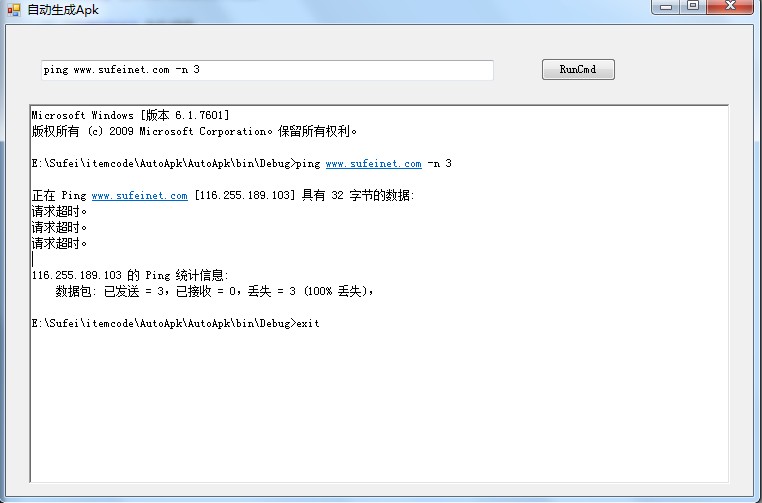 自动生成Apk
ping www.sufeinet.com -n 3
RunCmd
Microsoft Windows [版本 6.1.7601]
版权所有 (c) 2009 Microsoft Corporation。保留所有权利。
E:\Sufei\itemcode\AutoApk\AutoApk\bin\Debug>ping www.sufeinet.com -n 3
正在 Ping www.sufeinet.com [116.255.189.103] 具有 32 字节的数据:
请求超时。
请求超时。
请求超时。
116.255.189.103 的 Ping 统计信息:
数据包: 已发送 = 3，已接收 = 0，丢失 = 3 (100% 丢失)，
E:\Sufei\itemcode\AutoApk\AutoApk\bin\Debug>exit